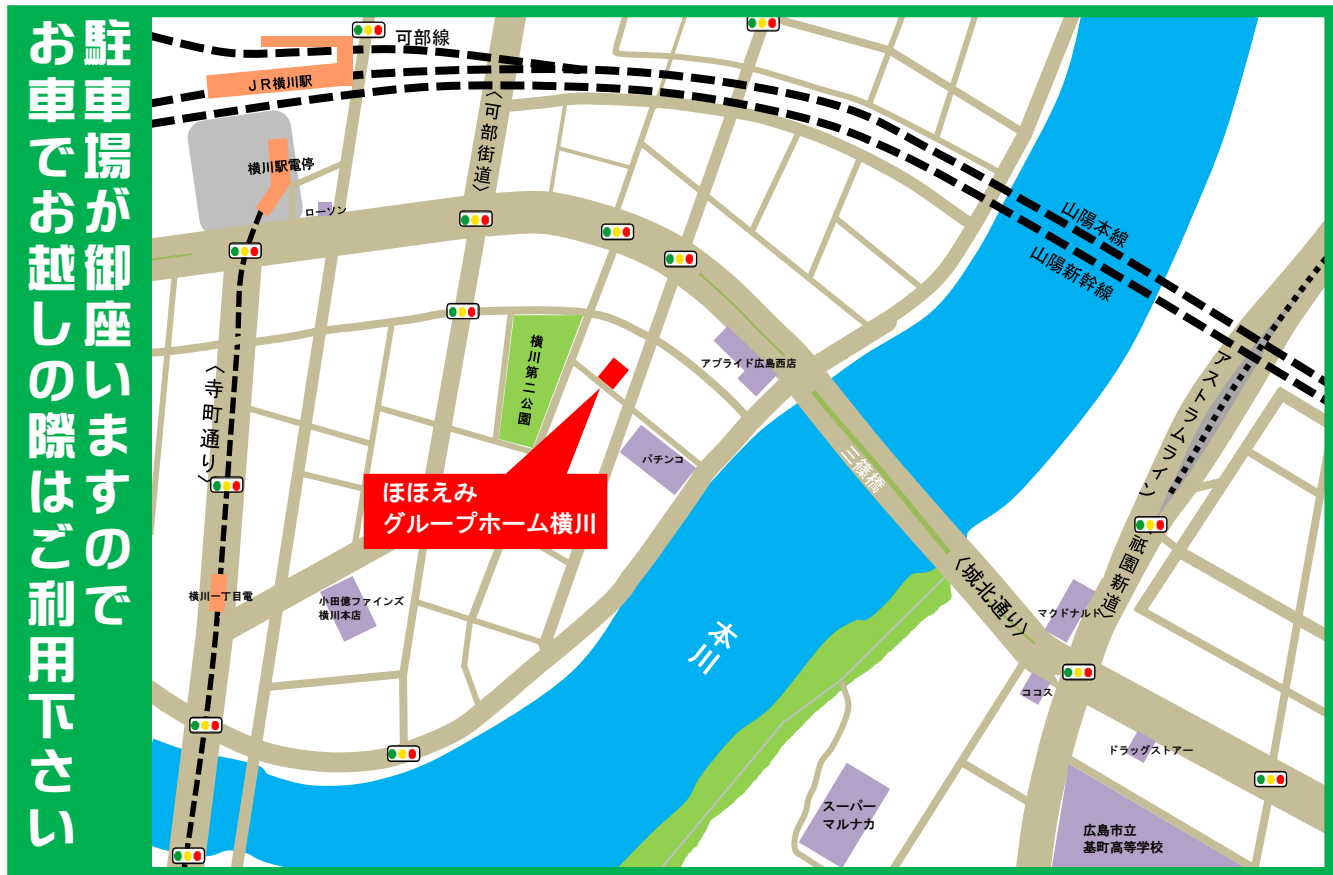 駐車場が御座いますので
お車でお越しの際はご利用下さい
可部線
JR横川駅
〈可部街道〉
横川駅電停
ローソン
山陽本線
山陽新幹線
横川第二公園
アプライド広島西店
〈寺町通り〉
アストラムライン
三篠橋
パチンコ
ほほえみ
グループホーム横川
〈祇園新道〉
〈城北通り〉
横川一丁目電
小田億ファインズ
横川本店
マクドナルド
本川
ココス
ドラッグストアー
スーパー
マルナカ
広島市立
基町高等学校